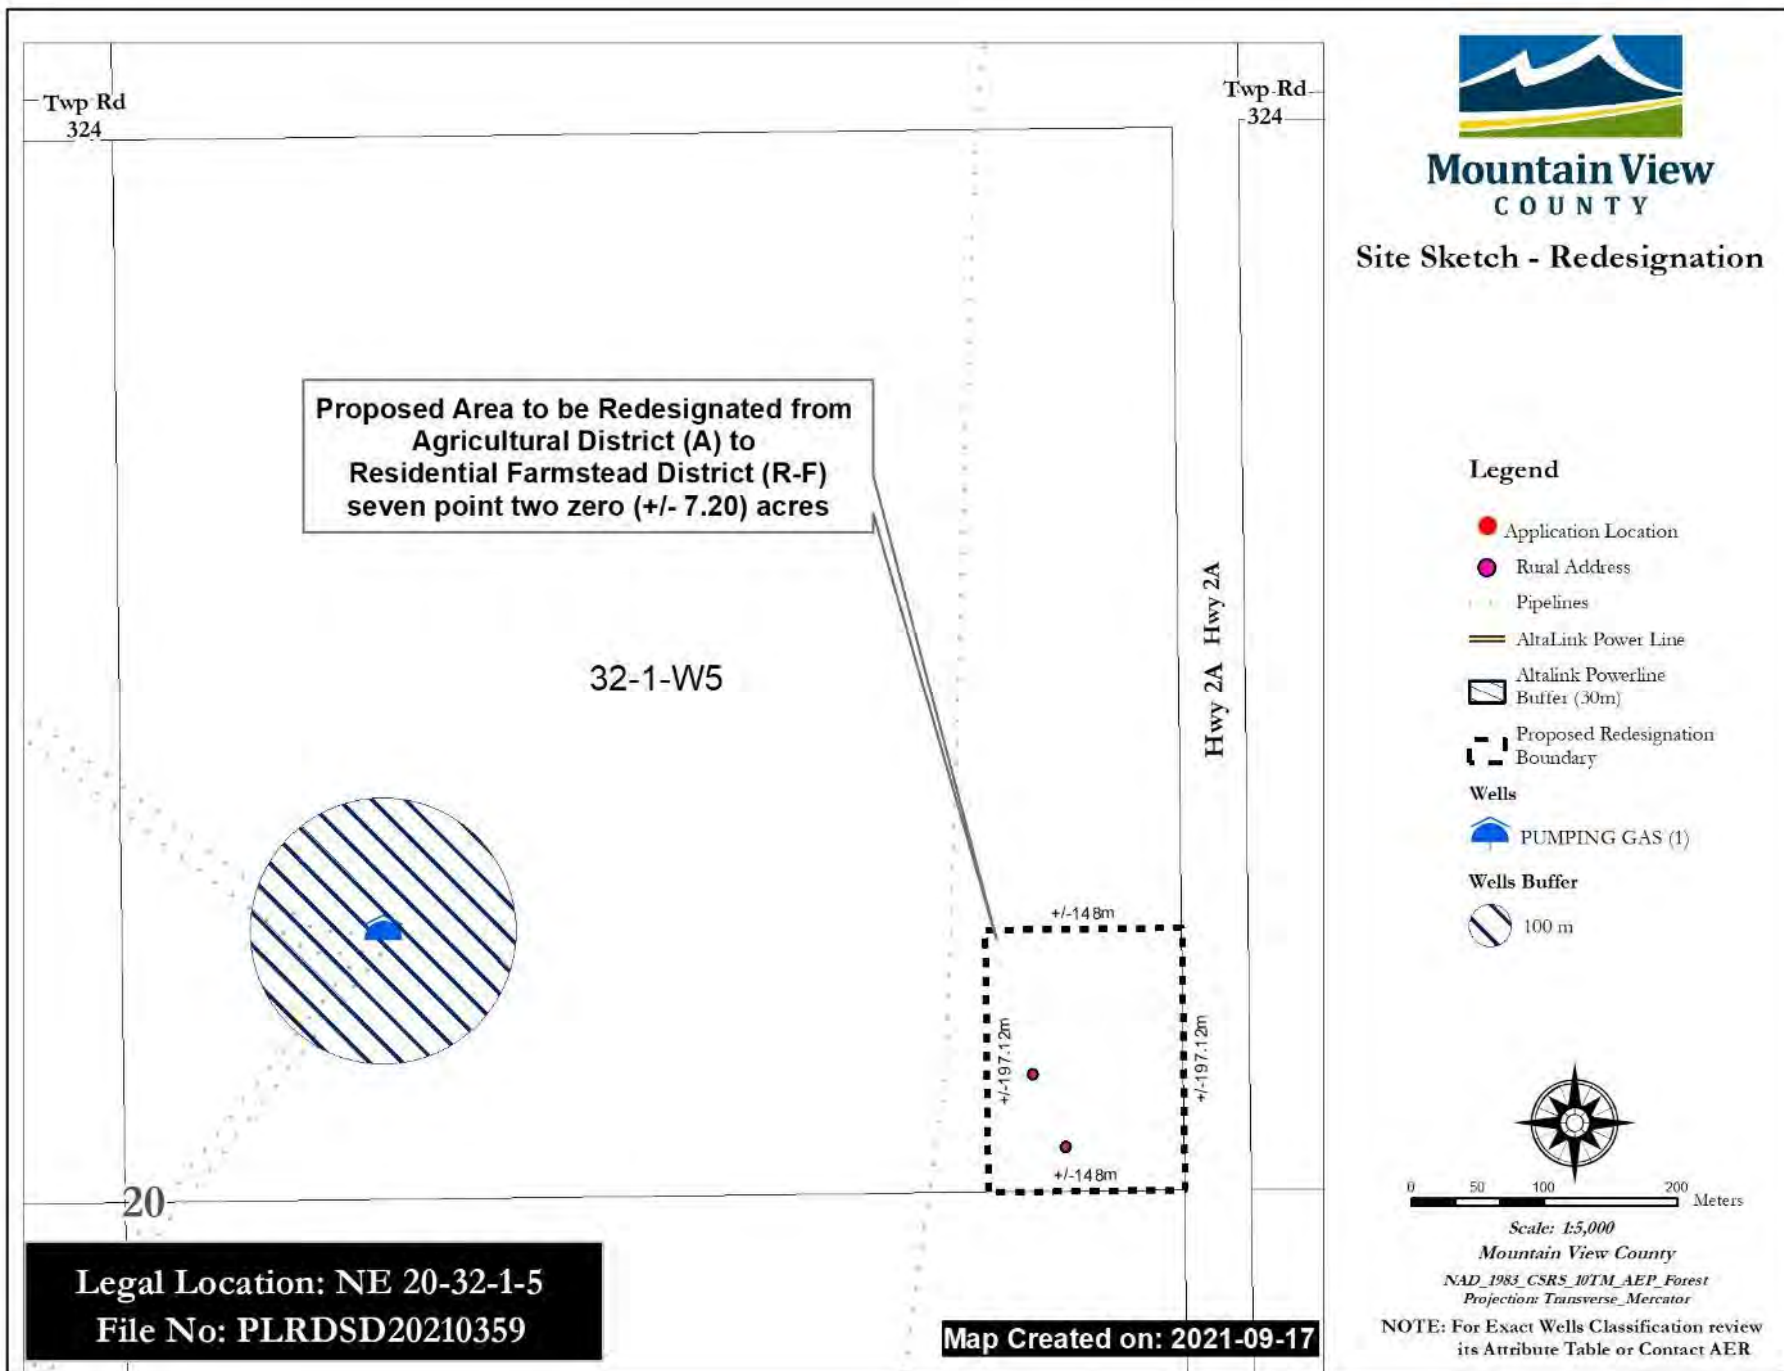 Twp Rd
324
Twp Rd
324
Mountain View
COUNTY
Site Sketch - Redesignation
Proposed Area to be Redesignated from
Agricultural District (A) to
Residential Farmstead District (R-F)
seven point two zero (+/- 7.20) acres
32-1-W5
Hwy 2A
Hwy 2A
Legend
Application Location
Rural Address
Pipelines
AltaLink Power Line
Altalink Powerline
Buffer (30m)
Proposed Redesignation
Boundary
Wells
PUMPING GAS (1)
Wells Buffer
100 m
+/-148m
+/-197.12m
+/-197.12m
+/-148m
20
0 50 100 200
Meters
Scale: 1:5,000
Mountain View County
NAD_1983_CSRS_10TM_AEP_Forest
Projection: Transverse_Mercator
NOTE: For Exact Wells Classification review
its Attribute Table or Contact AER
Legal Location: NE 20-32-1-5
File No: PLRDSD20210359
Map Created on: 2021-09-17